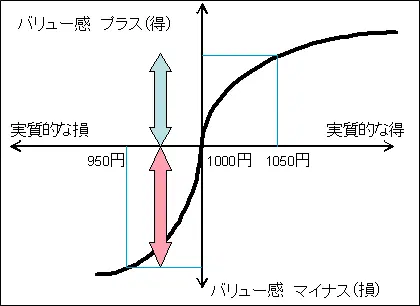 バリュー感 プラス(得)
実質的な損
実質的な得
950円
1000円
1050円
バリュー感 マイナス(損)